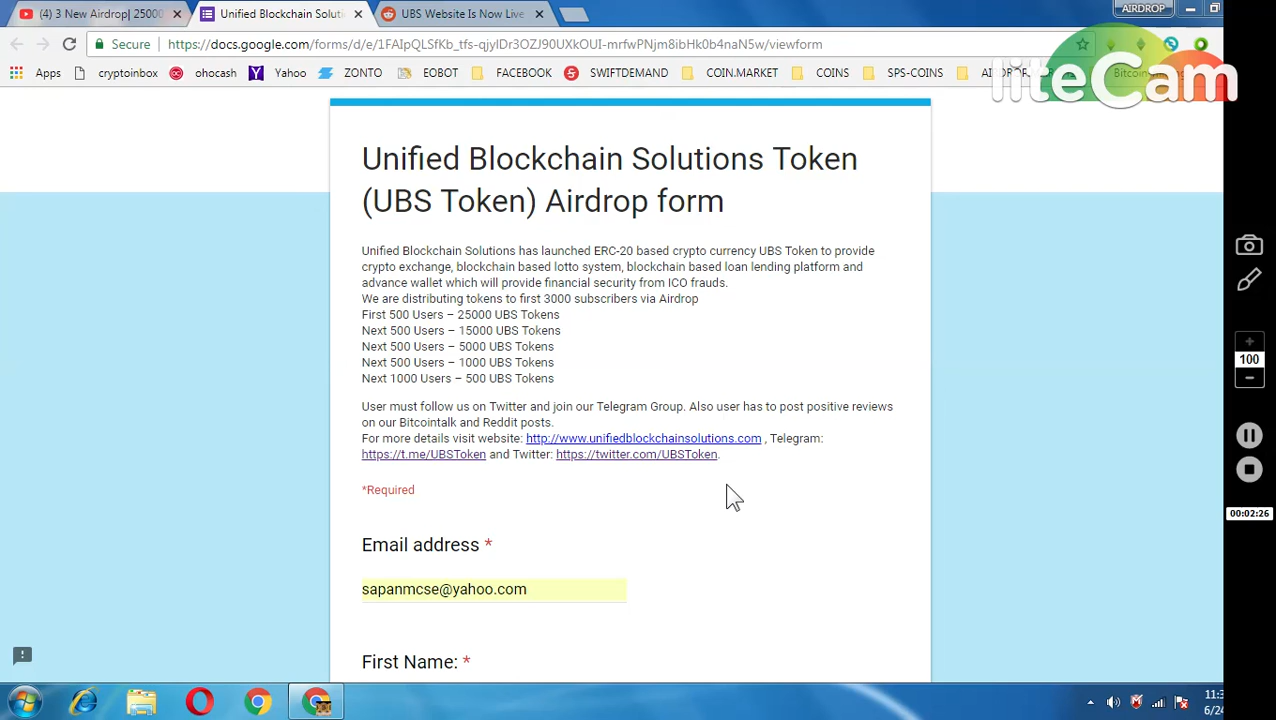 (4) 3 New Airdrop| 25000
Unified Blockchain Soluti
UBS Website Is Now Live
AIRDROP
Secure
https://docs.google.com/forms/d/e/1FAIpQLSfKb_tfs-qjyIDr3OZJ90UXkOUI-mrfwPNjm8ibHk0b4naN5w/viewform
Apps
cryptoinbox
ohocash
Yahoo
ZONTO
EOBOT
FACEBOOK
SWIFTDEMAND
COIN.MARKET
COINS
SPS-COINS
liteCam
Unified Blockchain Solutions Token
(UBS Token) Airdrop form
Unified Blockchain Solutions has launched ERC-20 based crypto currency UBS Token to provide
crypto exchange, blockchain based lotto system, blockchain based loan lending platform and
advance wallet which will provide financial security from ICO frauds.
We are distributing tokens to first 3000 subscribers via Airdrop
First 500 Users – 25000 UBS Tokens
Next 500 Users – 15000 UBS Tokens
Next 500 Users – 5000 UBS Tokens
Next 500 Users – 1000 UBS Tokens
Next 1000 Users – 500 UBS Tokens
User must follow us on Twitter and join our Telegram Group. Also user has to post positive reviews
on our Bitcointalk and Reddit posts.
For more details visit website: http://www.unifiedblockchainsolutions.com , Telegram:
https://t.me/UBSToken and Twitter: https://twitter.com/UBSToken.
*Required
Email address *
sapanmcse@yahoo.com
First Name: *
100
00:02:26
11:3
6/24